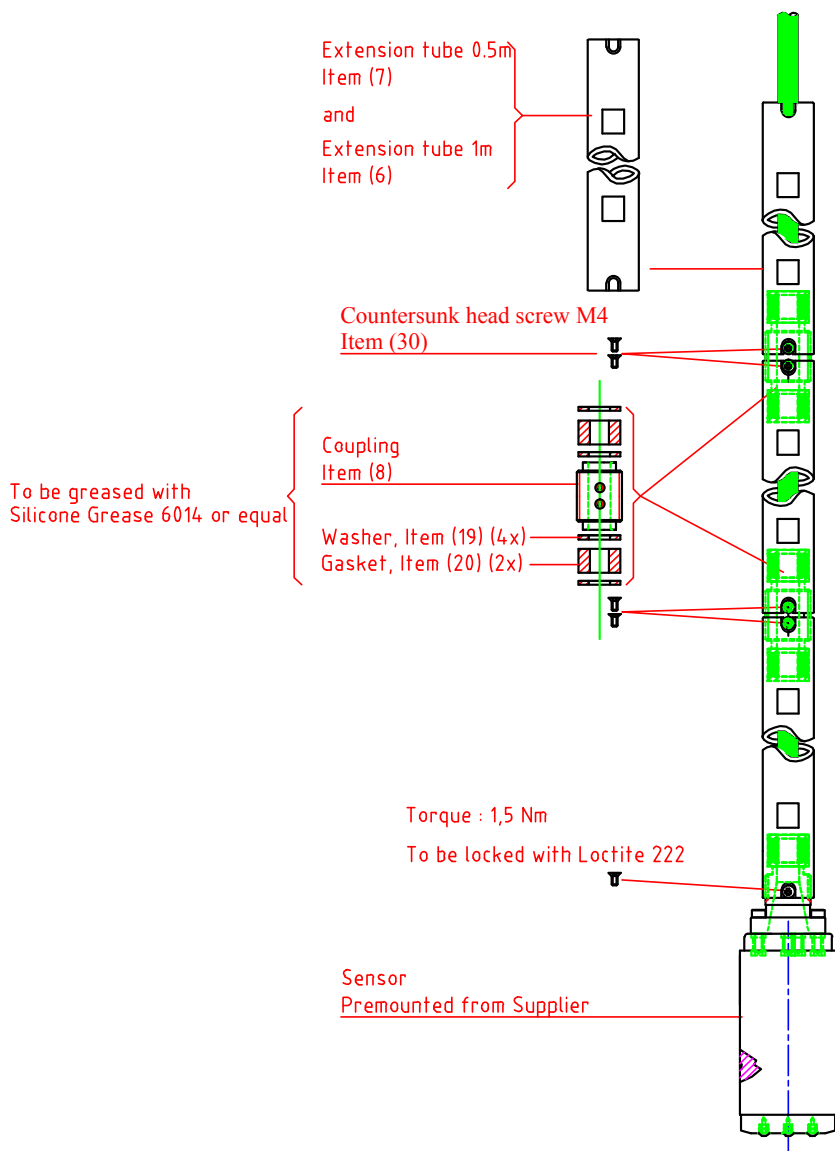 Extension tube 0.5m
Item (7)
and
Extension tube 1m
Item (6)
Countersunk head screw M4
Item (30)
Coupling
Item (8)
To be greased with
Silicone Grease 6014 or equal
Washer, Item (19) (4x)
Gasket, Item (20) (2x)
Torque : 1,5 Nm
To be locked with Loctite 222
Sensor
Premounted from Supplier